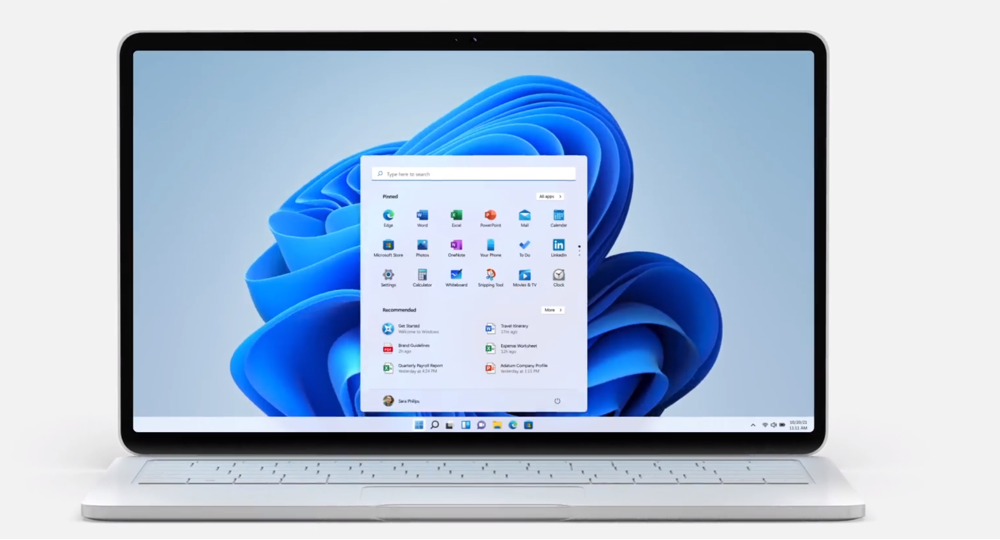 Type here to search
Pinned
All apps
Edge
Word
Excel
PowerPoint
Mail
Calendar
Microsoft Store
Photos
OneNote
Your Phone
To Do
LinkedIn
Settings
Calculator
Whiteboard
Snipping Tool
Movies & TV
Clock
Recommended
More
Get Started
Welcome to Windows
Travel Itinerary
17m ago
Brand Guidelines
2h ago
Expense Worksheet
12h ago
Quarterly Payroll Report
Yesterday at 4:24 PM
Adatum Company Profile
Yesterday at 1:15 PM
Sara Philips
10/20/21
11:11 AM